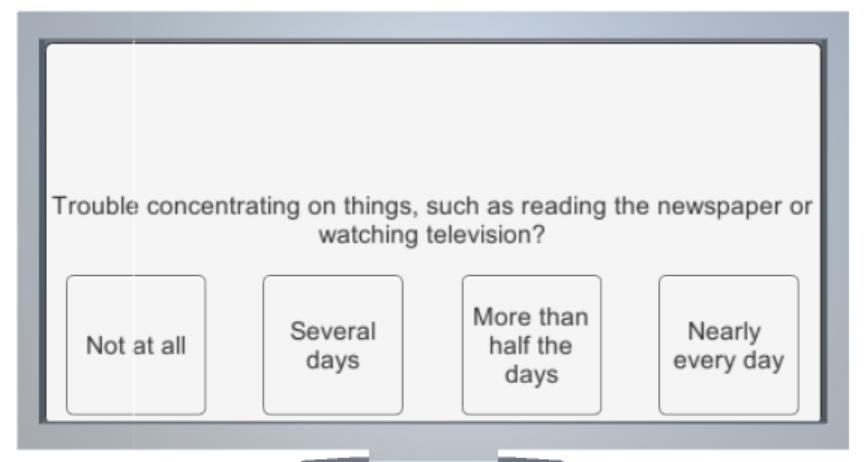 Trouble concentrating on things, such as reading the newspaper or
watching television?
Not at all
Several
days
More than
half the
days
Nearly
every day